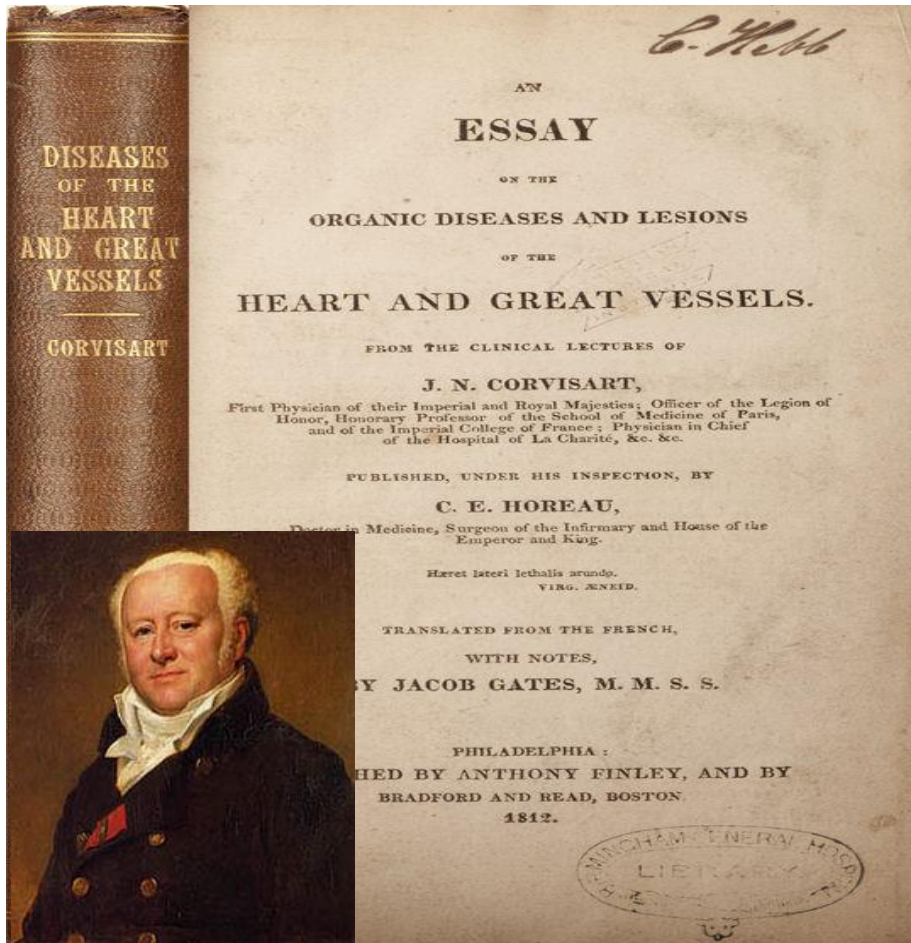 DISEASES
OF THE
HEART
AND GREAT
VESSELS
CORVISART
C. Hebb
AN
ESSAY
ON THE
ORGANIC DISEASES AND LESIONS
OF THE
HEART AND GREAT VESSELS.
FROM THE CLINICAL LECTURES OF
J. N. CORVISART,
First Physician of their Imperial and Royal Majesties; Officer of the Legion of
Honor, Honorary Professor of the School of Medicine of Paris,
and of the Imperial College of France; Physician in Chief
of the Hospital of La Charité, &c. &c.
PUBLISHED, UNDER HIS INSPECTION, BY
C. E. HOREAU,
Doctor in Medicine, Surgeon of the Infirmary and House of the
Emperor and King.
Hæret lateri lethalis arundo.
VIRG. ÆNEID.
TRANSLATED FROM THE FRENCH,
WITH NOTES,
BY JACOB GATES, M. M. S. S.
PHILADELPHIA:
HED BY ANTHONY FINLEY, AND BY
BRADFORD AND READ, BOSTON.
1812.
LIBRARY